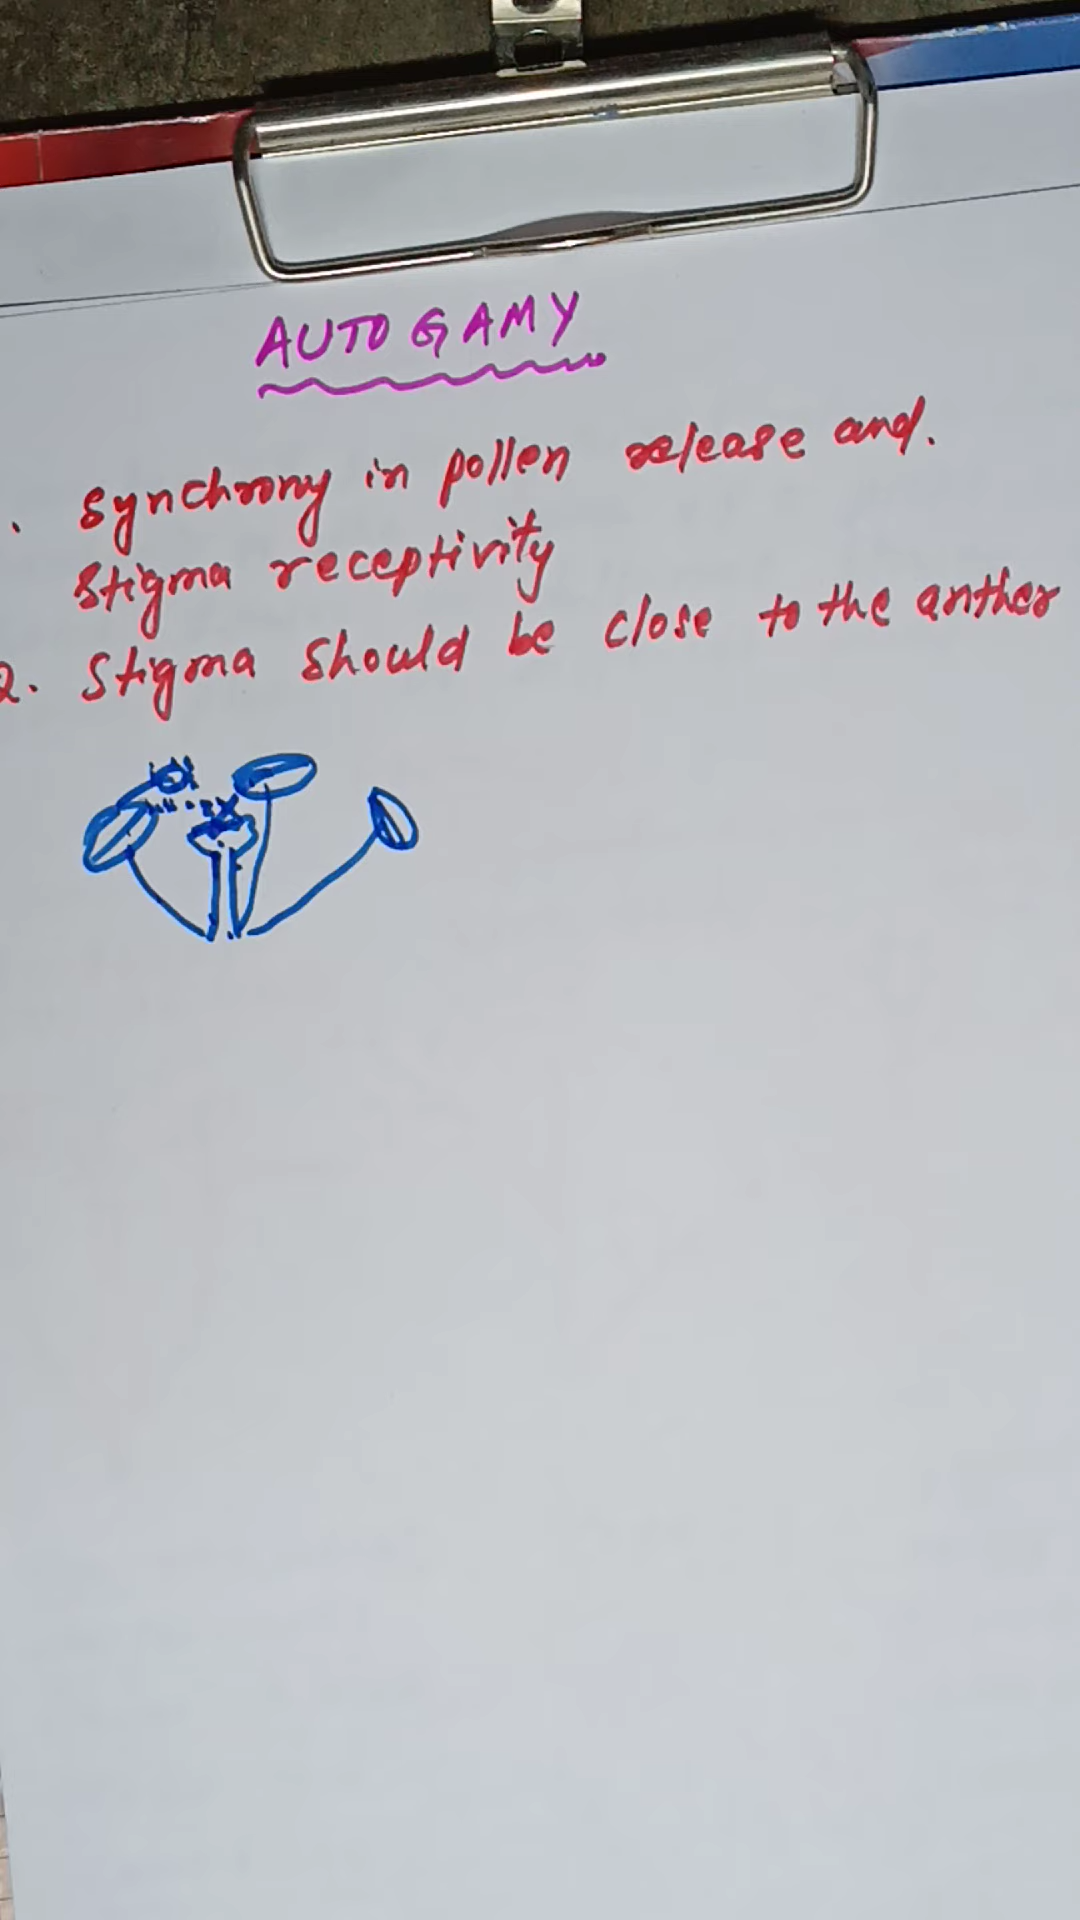 AUTOGAMY
. Synchrony in pollen release and.
Stigma receptivity
2. Stigma should be close to the anther